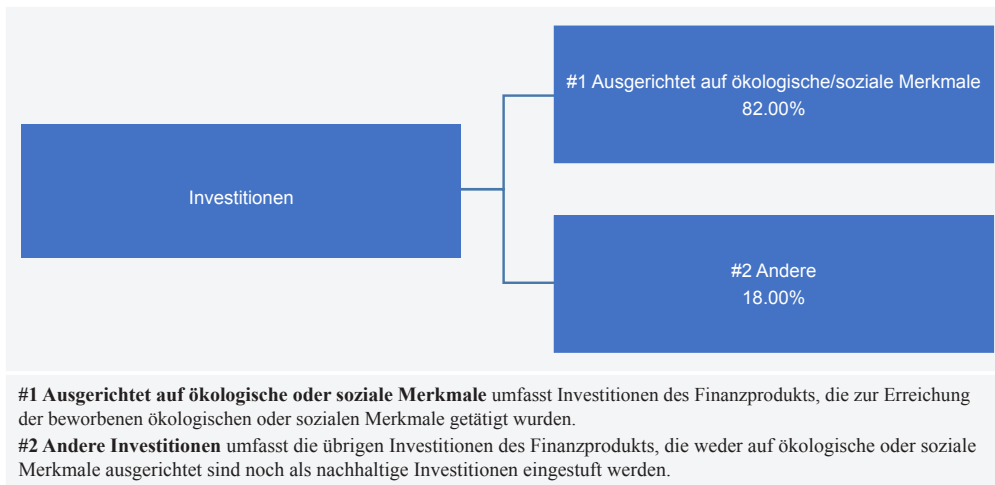 #1 Ausgerichtet auf ökologische/soziale Merkmale
82.00%
Investitionen
#2 Andere
18.00%
#1 Ausgerichtet auf ökologische oder soziale Merkmale umfasst Investitionen des Finanzprodukts, die zur Erreichung
der beworbenen ökologischen oder sozialen Merkmale getätigt wurden.
#2 Andere Investitionen umfasst die übrigen Investitionen des Finanzprodukts, die weder auf ökologische oder soziale
Merkmale ausgerichtet sind noch als nachhaltige Investitionen eingestuft werden.